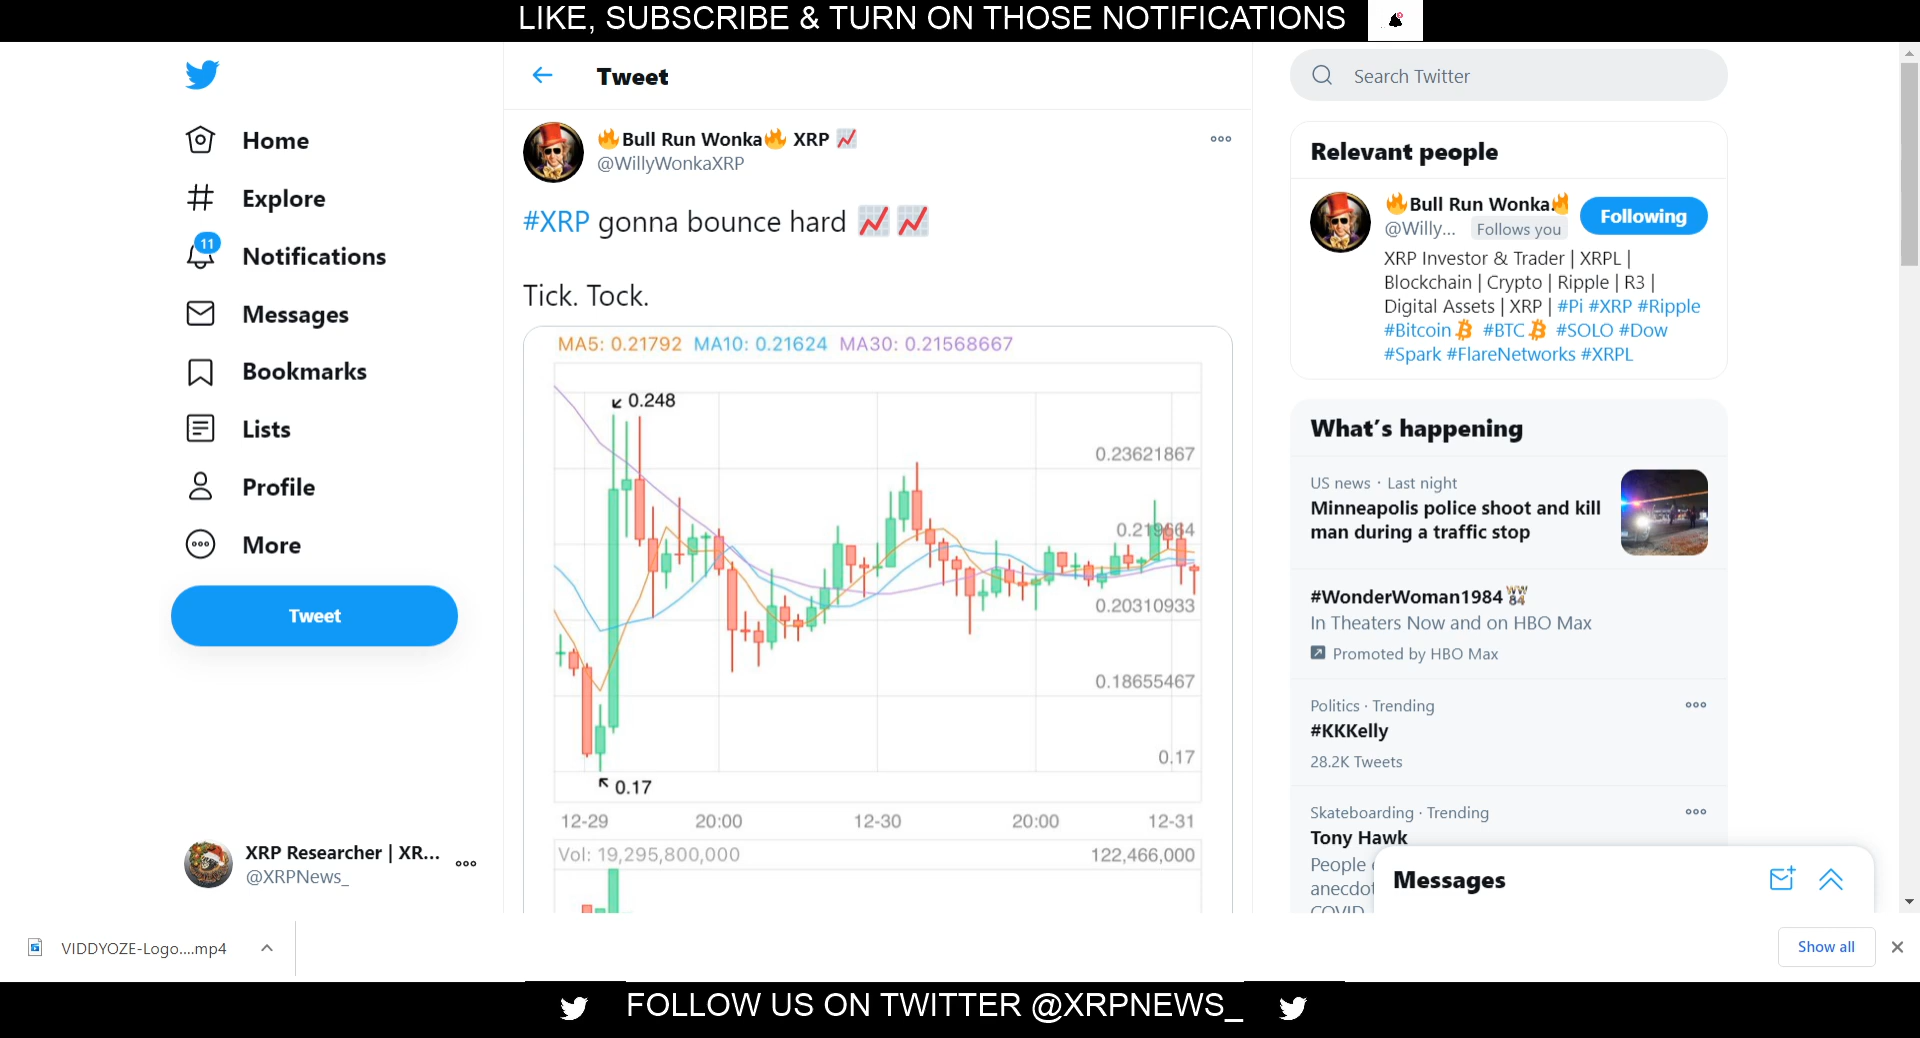 LIKE, SUBSCRIBE & TURN ON THOSE NOTIFICATIONS
Home
Explore
11
Notifications
Messages
Bookmarks
Lists
Profile
More
Tweet
XRP Researcher | XR...
@XRPNews_
Tweet
🔥Bull Run Wonka🔥 XRP 📈
@WillyWonkaXRP
#XRP gonna bounce hard 📈📈
Tick. Tock.
MA5: 0.21792 MA10: 0.21624 MA30: 0.21568667
0.248
0.23621867
0.219664
0.20310933
0.18655467
0.17
0.17
12-29 20:00 12-30 20:00 12-31
Vol: 19,295,800,000 122,466,000
Search Twitter
Relevant people
🔥Bull Run Wonka🔥
@Willy... Follows you
Following
XRP Investor & Trader | XRPL |
Blockchain | Crypto | Ripple | R3 |
Digital Assets | XRP | #Pi #XRP #Ripple
#Bitcoin #BTC #SOLO #Dow
#Spark #FlareNetworks #XRPL
What's happening
US news · Last night
Minneapolis police shoot and kill
man during a traffic stop
#WonderWoman1984
In Theaters Now and on HBO Max
Promoted by HBO Max
Politics · Trending
#KKKelly
28.2K Tweets
Skateboarding · Trending
Tony Hawk
People
anecdot
Messages
VIDDYOZE-Logo....mp4
Show all
FOLLOW US ON TWITTER @XRPNEWS_